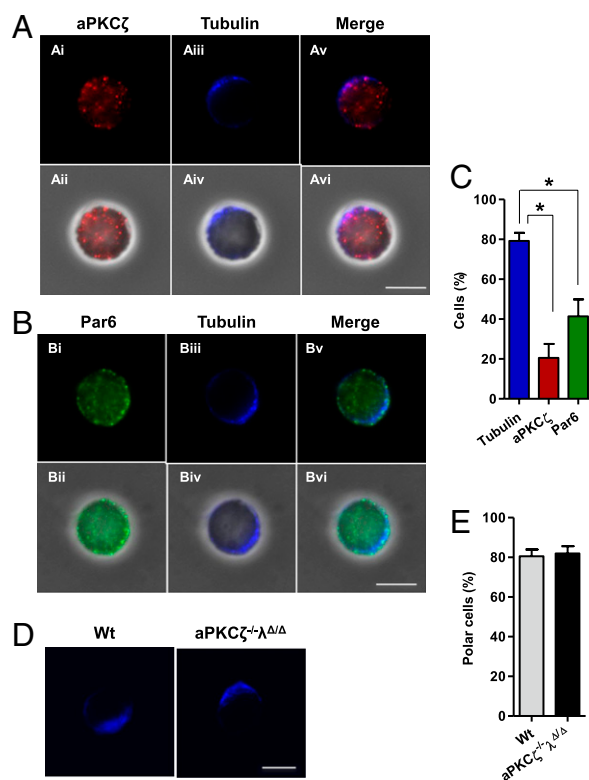 A
aPKCζ Tubulin Merge
Ai Aiii Av
Aii Aiv Avi
B
Par6 Tubulin Merge
Bi Biii Bv
Bii Biv Bvi
C
Cells (%)
100
80
60
40
20
0
* *
Tubulin aPKCζ Par6
D
Wt aPKCζ-/-λΔ/Δ
E
Polar cells (%)
100
80
60
40
20
0
Wt aPKCζ-/-λΔ/Δ